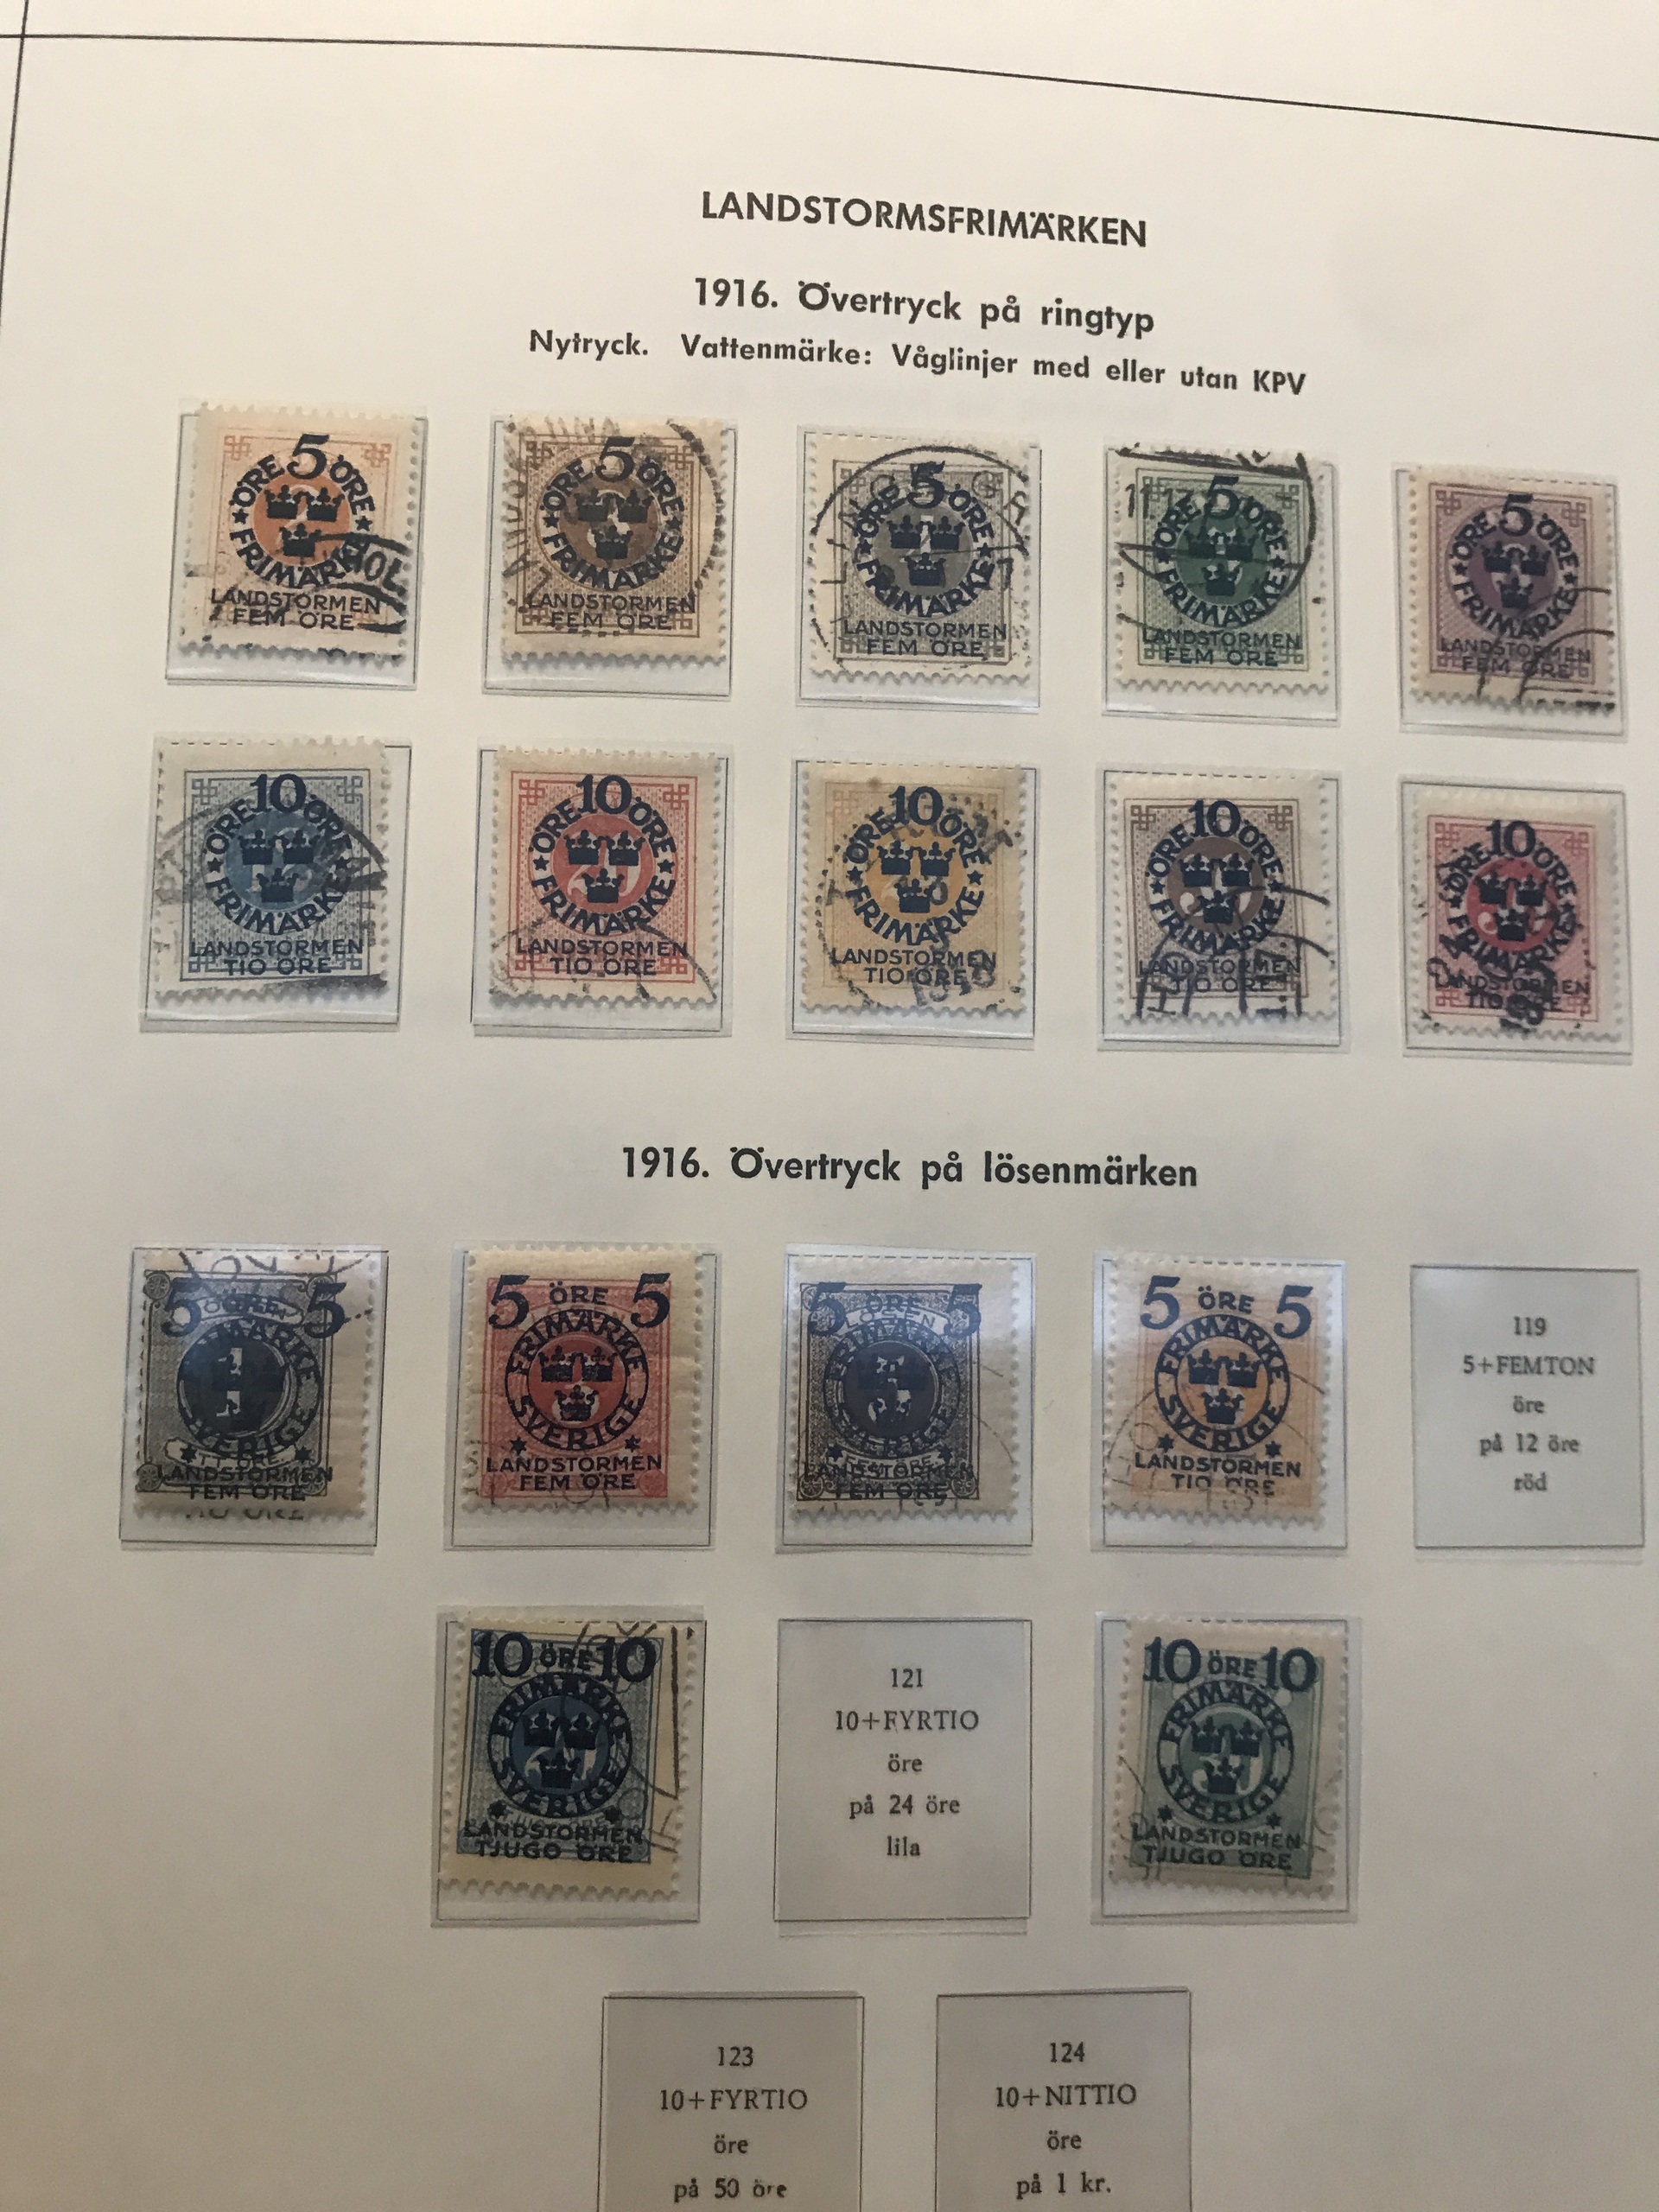 LANDSTORMSFRIMÄRKEN
1916. Övertryck på ringtyp
Nytryck. Vattenmärke: Våglinjer med eller utan KPV
5
ÖRE ÖRE
FRIMÄRKE
LANDSTORMEN
FEM ÖRE
5
ÖRE ÖRE
FRIMÄRKE
LANDSTORMEN
FEM ÖRE
5
ÖRE ÖRE
FRIMÄRKE
LANDSTORMEN
FEM ÖRE
5
ÖRE ÖRE
FRIMÄRKE
LANDSTORMEN
FEM ÖRE
5
ÖRE ÖRE
FRIMÄRKE
LANDSTORMEN
FEM ÖRE
10
ÖRE ÖRE
FRIMÄRKE
LANDSTORMEN
TIO ÖRE
10
ÖRE ÖRE
FRIMÄRKE
LANDSTORMEN
TIO ÖRE
10
ÖRE ÖRE
FRIMÄRKE
LANDSTORMEN
TIO ÖRE
10
ÖRE ÖRE
FRIMÄRKE
LANDSTORMEN
TIO ÖRE
10
ÖRE ÖRE
FRIMÄRKE
LANDSTORMEN
TIO ÖRE
1916. Övertryck på lösenmärken
5 ÖRE 5
FRIMÄRKE
SVERIGE
LANDSTORMEN
FEM ÖRE
5 ÖRE 5
FRIMÄRKE
SVERIGE
LANDSTORMEN
FEM ÖRE
5 ÖRE 5
LÖSEN
FRIMÄRKE
SVERIGE
LANDSTORMEN
FEM ÖRE
5 ÖRE 5
FRIMÄRKE
SVERIGE
LANDSTORMEN
TIO ÖRE
119
5+FEMTON
öre
på 12 öre
röd
10 ÖRE 10
FRIMÄRKE
SVERIGE
LANDSTORMEN
TJUGO ÖRE
121
10+FYRTIO
öre
på 24 öre
lila
10 ÖRE 10
FRIMÄRKE
SVERIGE
LANDSTORMEN
TJUGO ÖRE
123
10+FYRTIO
öre
på 50 öre
124
10+NITTIO
öre
på 1 kr.